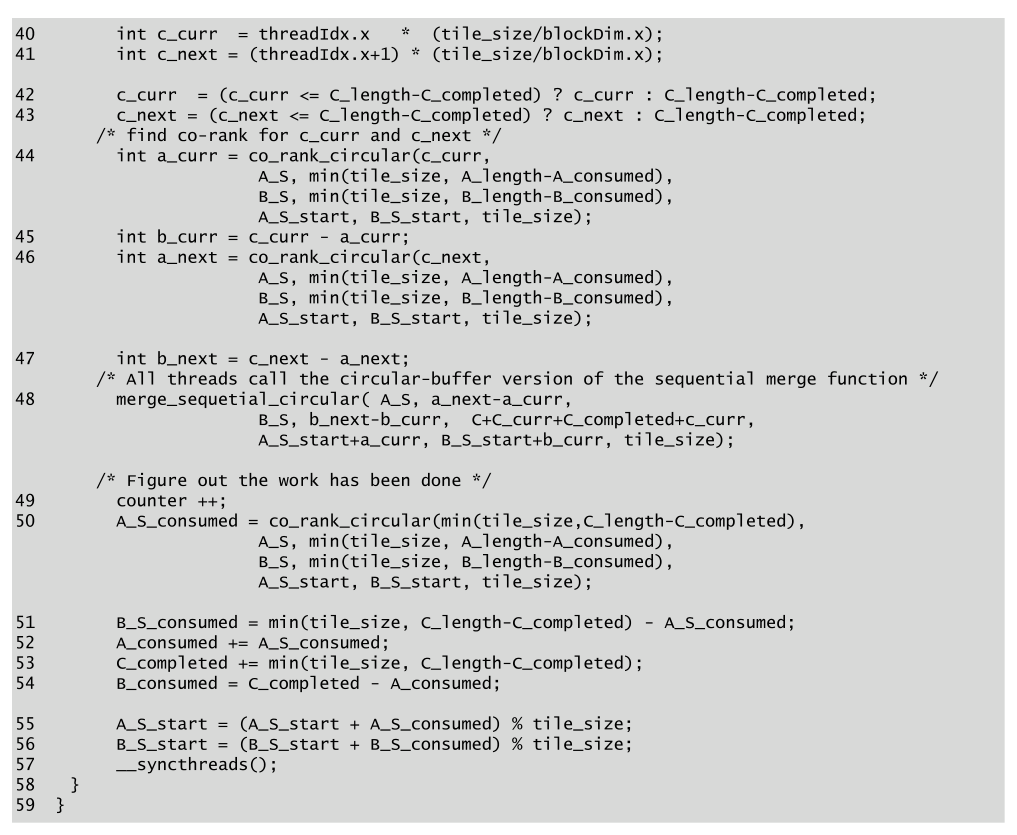 40 int c_curr = threadIdx.x * (tile_size/blockDim.x);
41 int c_next = (threadIdx.x+1) * (tile_size/blockDim.x);
42 c_curr = (c_curr <= C_length-C_completed) ? c_curr : C_length-C_completed;
43 c_next = (c_next <= C_length-C_completed) ? c_next : C_length-C_completed;
/* find co-rank for c_curr and c_next */
44 int a_curr = co_rank_circular(c_curr,
A_S, min(tile_size, A_length-A_consumed),
B_S, min(tile_size, B_length-B_consumed),
A_S_start, B_S_start, tile_size);
45 int b_curr = c_curr - a_curr;
46 int a_next = co_rank_circular(c_next,
A_S, min(tile_size, A_length-A_consumed),
B_S, min(tile_size, B_length-B_consumed),
A_S_start, B_S_start, tile_size);
47 int b_next = c_next - a_next;
/* All threads call the circular-buffer version of the sequential merge function */
48 merge_sequetial_circular( A_S, a_next-a_curr,
B_S, b_next-b_curr, C+C_curr+C_completed+c_curr,
A_S_start+a_curr, B_S_start+b_curr, tile_size);
/* Figure out the work has been done */
49 counter ++;
50 A_S_consumed = co_rank_circular(min(tile_size,C_length-C_completed),
A_S, min(tile_size, A_length-A_consumed),
B_S, min(tile_size, B_length-B_consumed),
A_S_start, B_S_start, tile_size);
51 B_S_consumed = min(tile_size, C_length-C_completed) - A_S_consumed;
52 A_consumed += A_S_consumed;
53 C_completed += min(tile_size, C_length-C_completed);
54 B_consumed = C_completed - A_consumed;
55 A_S_start = (A_S_start + A_S_consumed) % tile_size;
56 B_S_start = (B_S_start + B_S_consumed) % tile_size;
57 __syncthreads();
58 }
59 }